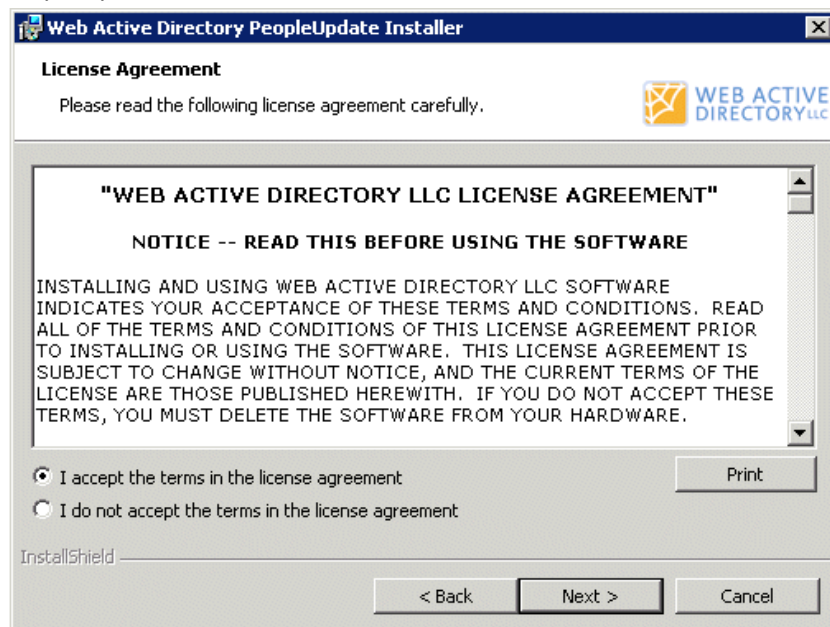 Web Active Directory PeopleUpdate Installer
License Agreement
Please read the following license agreement carefully.
WEB ACTIVE
DIRECTORY LLC
"WEB ACTIVE DIRECTORY LLC LICENSE AGREEMENT"
NOTICE -- READ THIS BEFORE USING THE SOFTWARE
INSTALLING AND USING WEB ACTIVE DIRECTORY LLC SOFTWARE
INDICATES YOUR ACCEPTANCE OF THESE TERMS AND CONDITIONS. READ
ALL OF THE TERMS AND CONDITIONS OF THIS LICENSE AGREEMENT PRIOR
TO INSTALLING OR USING THE SOFTWARE. THIS LICENSE AGREEMENT IS
SUBJECT TO CHANGE WITHOUT NOTICE, AND THE CURRENT TERMS OF THE
LICENSE ARE THOSE PUBLISHED HEREWITH. IF YOU DO NOT ACCEPT THESE
TERMS, YOU MUST DELETE THE SOFTWARE FROM YOUR HARDWARE.
I accept the terms in the license agreement
Print
I do not accept the terms in the license agreement
InstallShield
< Back
Next >
Cancel